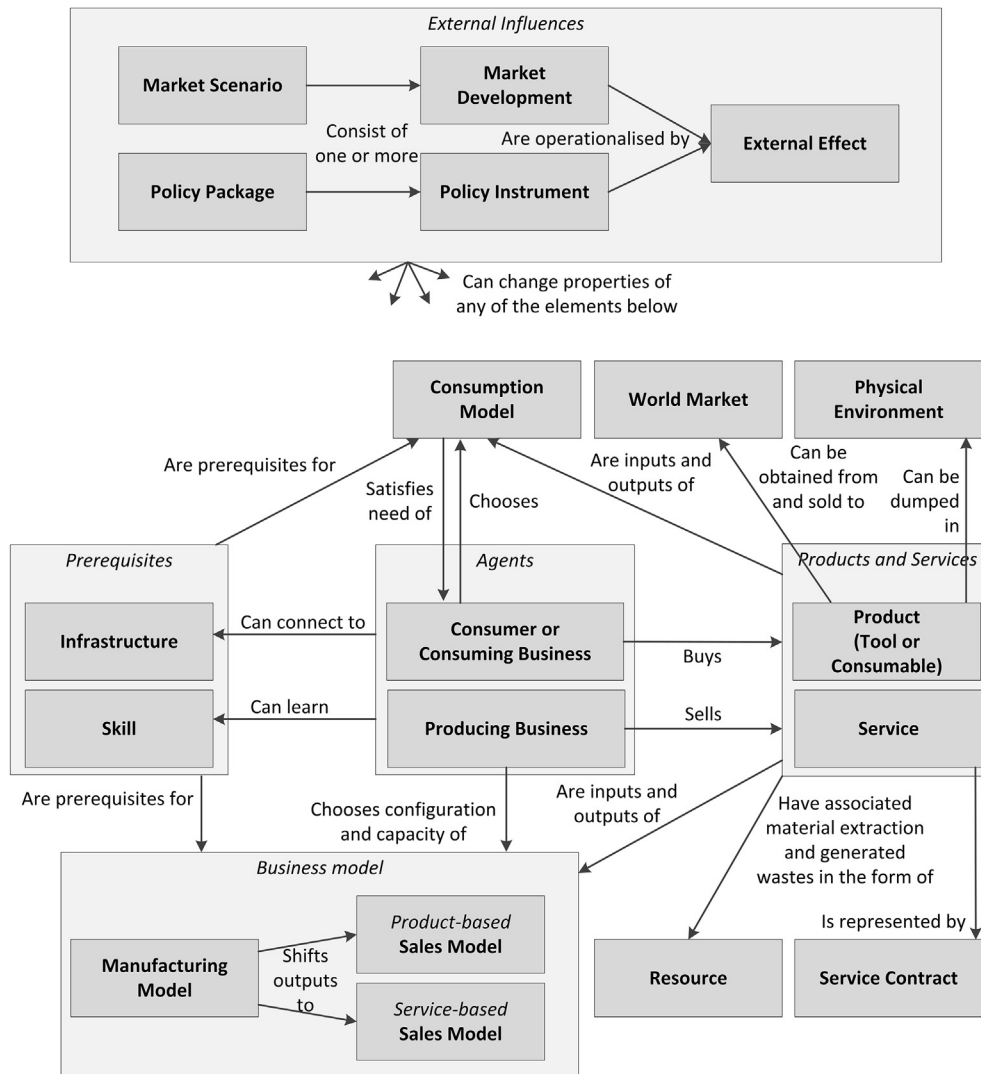 External Influences
Market Scenario
Market
Development
Consist of
one or more
Are operationalised by
External Effect
Policy Package
Policy Instrument
Can change properties of
any of the elements below
Consumption
Model
World Market
Physical
Environment
Are prerequisites for
Satisfies
need of
Chooses
Are inputs and
outputs of
Can be
obtained from
and sold to
Can be
dumped
in
Prerequisites
Agents
Products and Services
Infrastructure
Can connect to
Consumer or
Consuming Business
Buys
Product
(Tool or
Consumable)
Skill
Can learn
Producing Business
Sells
Service
Are prerequisites for
Chooses configuration
and capacity of
Are inputs and
outputs of
Have associated
material extraction
and generated
wastes in the form of
Business model
Manufacturing
Model
Shifts
outputs
to
Product-based
Sales Model
Service-based
Sales Model
Is represented by
Resource
Service Contract